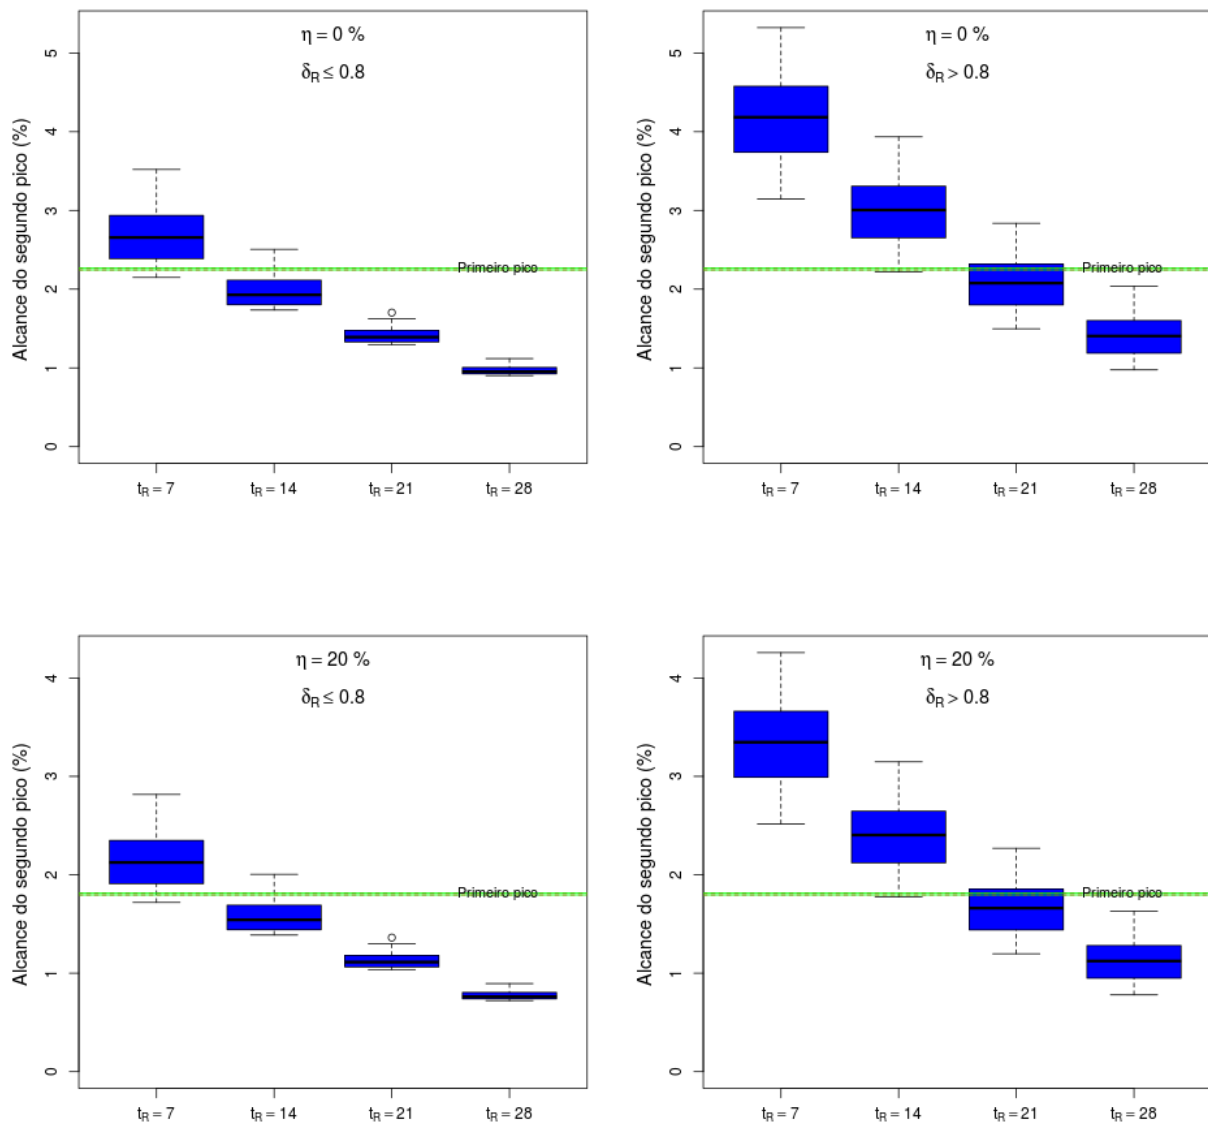 η = 0 %
δR ≤ 0.8
Alcance do segundo pico (%)
5
4
3
2
1
0
Primeiro pico
tR = 7
tR = 14
tR = 21
tR = 28
η = 0 %
δR > 0.8
Alcance do segundo pico (%)
5
4
3
2
1
0
Primeiro pico
tR = 7
tR = 14
tR = 21
tR = 28
η = 20 %
δR ≤ 0.8
Alcance do segundo pico (%)
4
3
2
1
0
Primeiro pico
tR = 7
tR = 14
tR = 21
tR = 28
η = 20 %
δR > 0.8
Alcance do segundo pico (%)
4
3
2
1
0
Primeiro pico
tR = 7
tR = 14
tR = 21
tR = 28